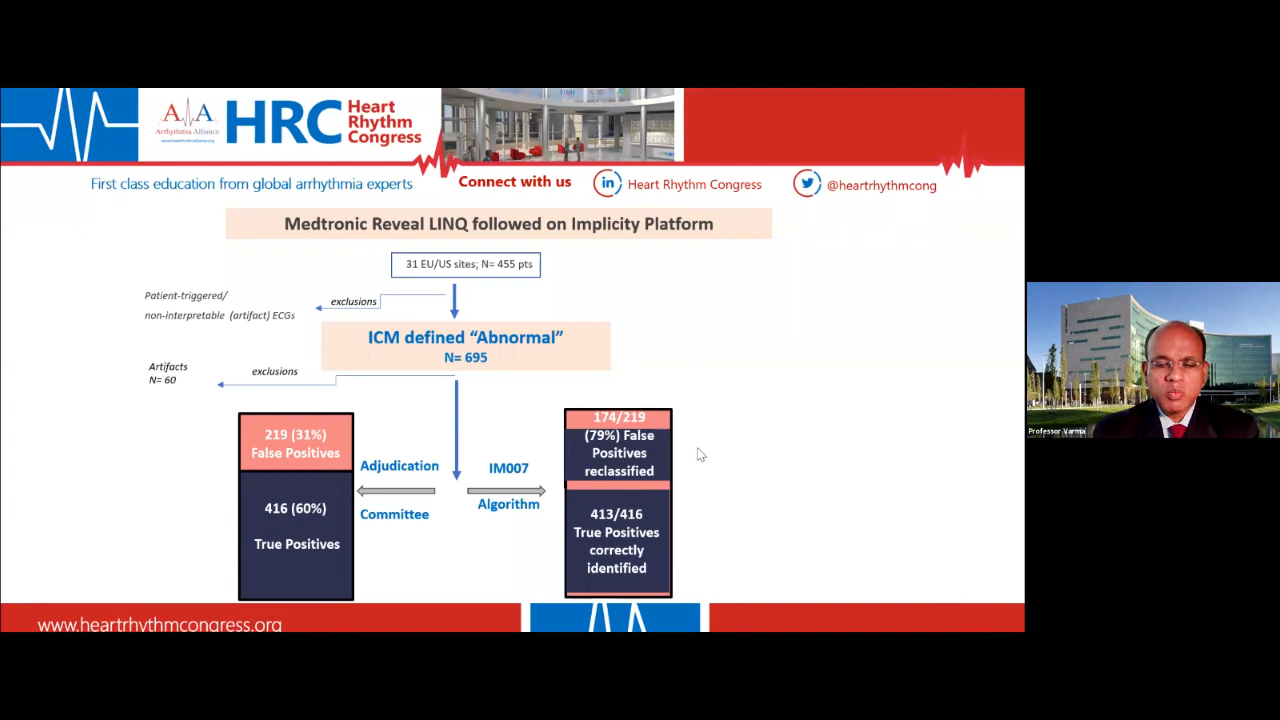 A A
Arrhythmia Alliance
www.heartrhythmalliance.org
HRC
Heart
Rhythm
Congress
First class education from global arrhythmia experts
Connect with us
in
Heart Rhythm Congress
@heartrhythmcong
Medtronic Reveal LINQ followed on Implicity Platform
31 EU/US sites; N= 455 pts
Patient-triggered/
non-interpretable (artifact) ECGs
exclusions
ICM defined “Abnormal”
N= 695
Artifacts
N= 60
exclusions
219 (31%)
False Positives
416 (60%)
True Positives
Adjudication
Committee
IM007
Algorithm
174/219
(79%) False
Positives
reclassified
413/416
True Positives
correctly
identified
www.heartrhythmcongress.org
Professor Varma